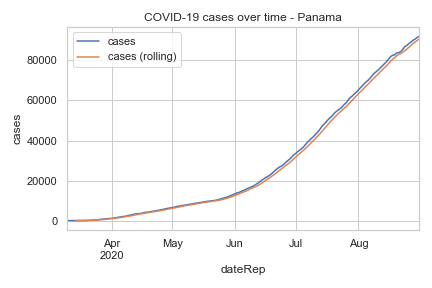 COVID-19 cases over time - Panama
cases
cases (rolling)
80000
60000
40000
20000
0
cases
Apr
2020
May
Jun
Jul
Aug
dateRep